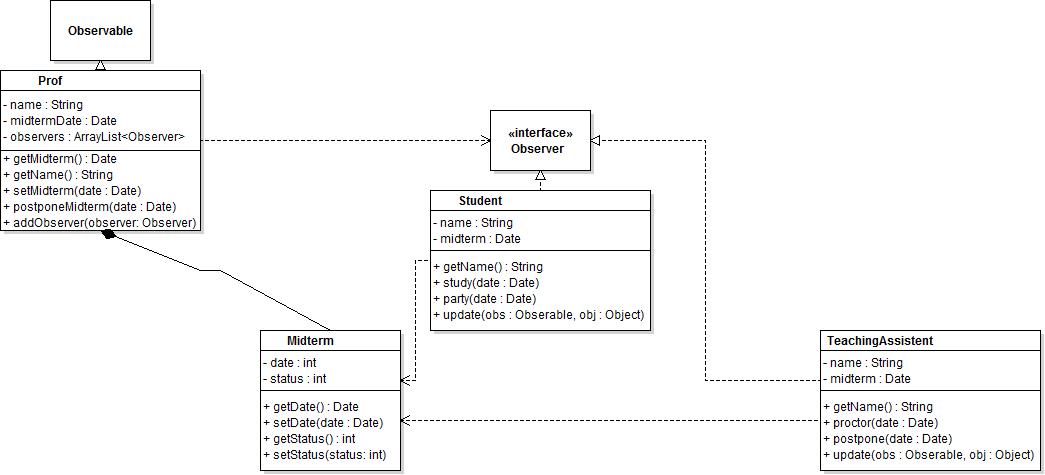 Observable
Prof
- name : String
- midtermDate : Date
- observers : ArrayList<Observer>
+ getMidterm() : Date
+ getName() : String
+ setMidterm(date : Date)
+ postponeMidterm(date : Date)
+ addObserver(observer: Observer)
«interface»
Observer
Student
- name : String
- midterm : Date
+ getName() : String
+ study(date : Date)
+ party(date : Date)
+ update(obs : Obserable, obj : Object)
Midterm
- date : int
- status : int
+ getDate() : Date
+ setDate(date : Date)
+ getStatus() : int
+ setStatus(status: int)
TeachingAssistent
- name : String
- midterm : Date
+ getName() : String
+ proctor(date : Date)
+ postpone(date : Date)
+ update(obs : Obserable, obj : Object)